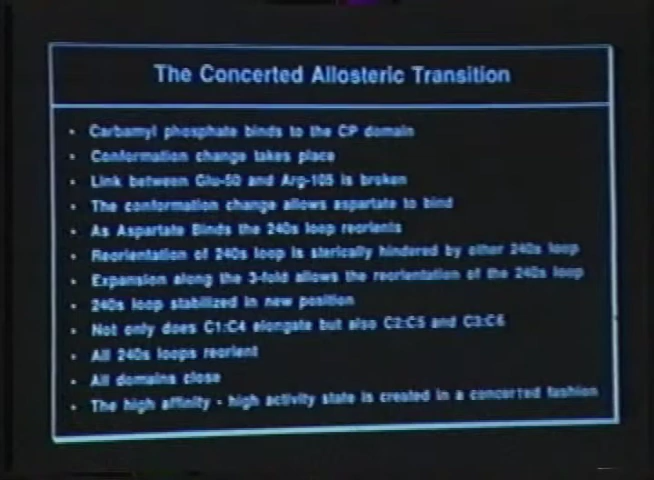 The Concerted Allosteric Transition
• Carbamyl phosphate binds to the CP domain
• Conformation change takes place
• Link between Glu-50 and Arg-105 is broken
• The conformation change allows aspartate to bind
• As Aspartate Binds the 240s loop reorients
• Reorientation of 240s loop is sterically hindered by other 240s loop
• Expansion along the 3-fold allows the reorientation of the 240s loop
• 240s loop stabilized in new position
• Not only does C1:C4 elongate but also C2:C5 and C3:C6
• All 240s loops reorient
• All domains close
• The high affinity - high activity state is created in a concerted fashion